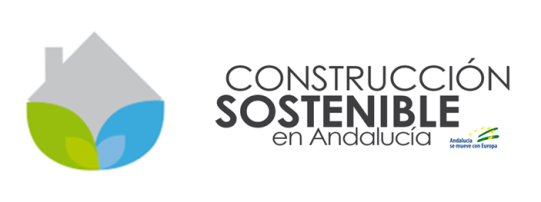 CONSTRUCCIÓN
SOSTENIBLE
en Andalucía
Andalucía
se mueve con Europa